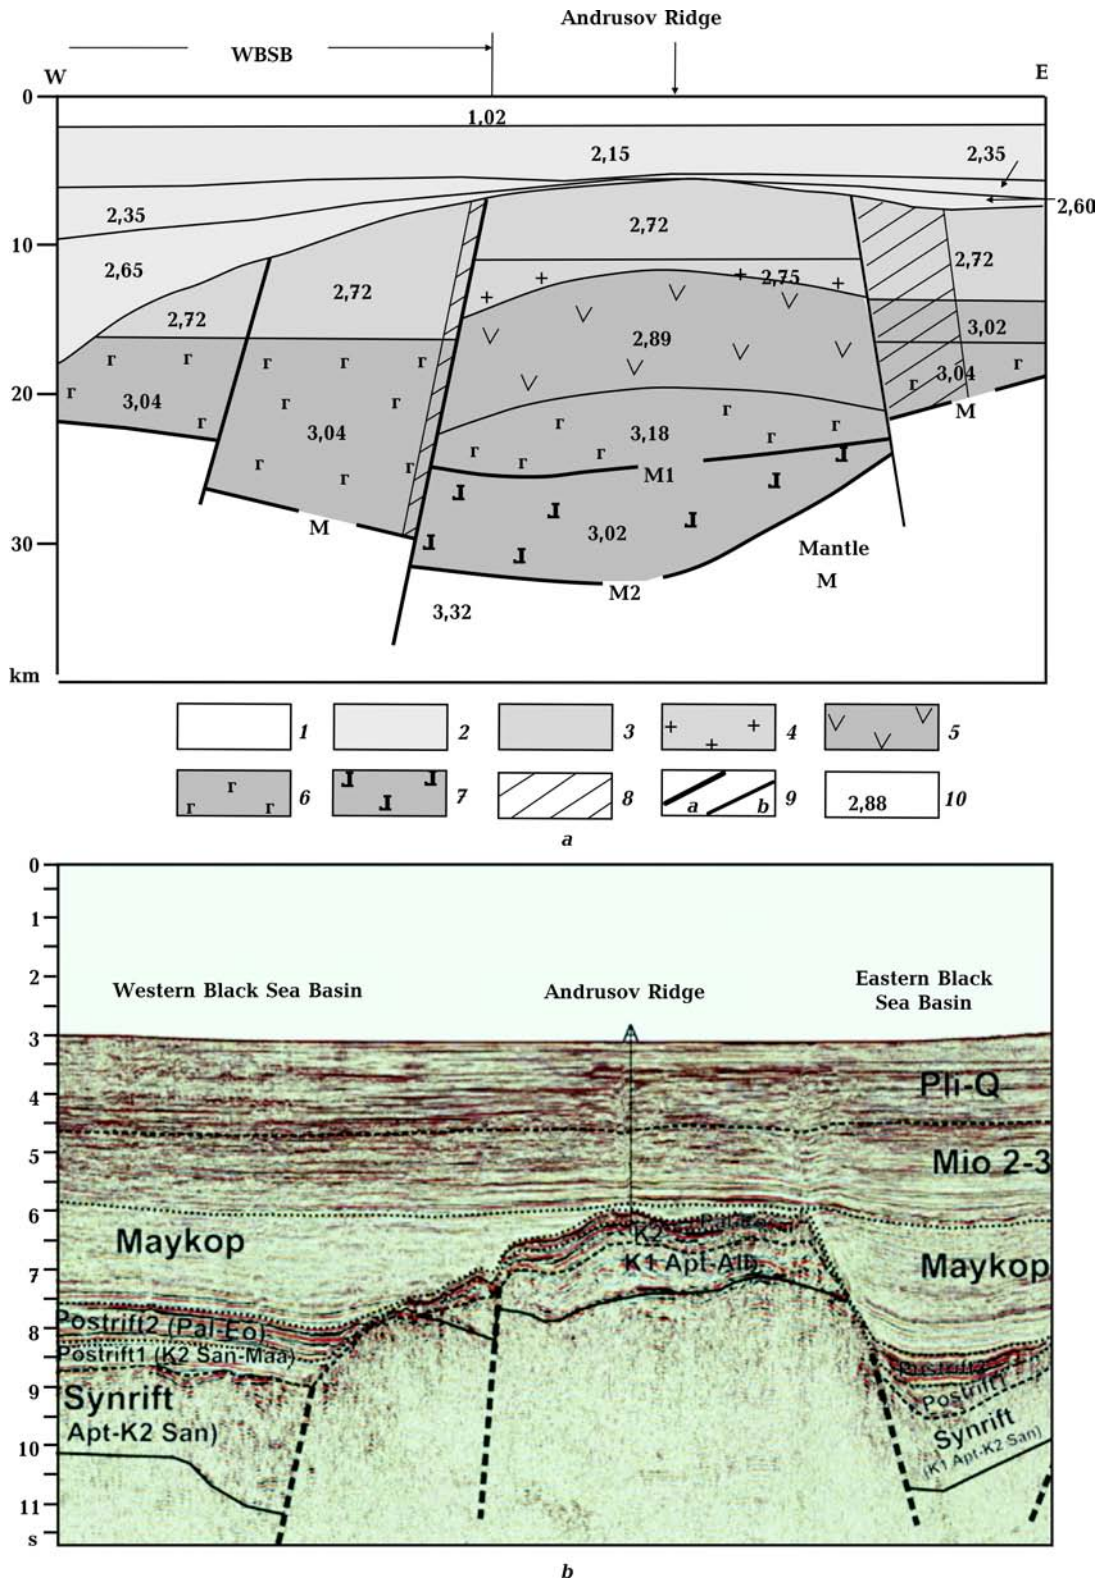 Andrusov Ridge
WBSB
W
E
0
1,02
2,15
2,35
2,35
2,60
10
2,72
2,65
2,75
2,72
2,72
2,72
3,02
2,89
20
3,04
3,04
3,04
M
3,18
M1
M
3,02
30
Mantle
M
M2
3,32
km
1
2
3
4
5
6
7
8
a b 9
2,88 10
a
0
1
2
Western Black Sea Basin
Andrusov Ridge
Eastern Black
Sea Basin
3
Pli-Q
4
5
Mio 2-3
6
Maykop
Pal-Eo
K2
K1 Apt-Alb
7
Maykop
Postrift2 (Pal-Eo)
8
Postrift1 (K2 San-Maa)
Postrift2
9
Postrift1
Synrift
Apt-K2 San)
Synrift
(K1 Apt-K2 San)
10
11
s
b